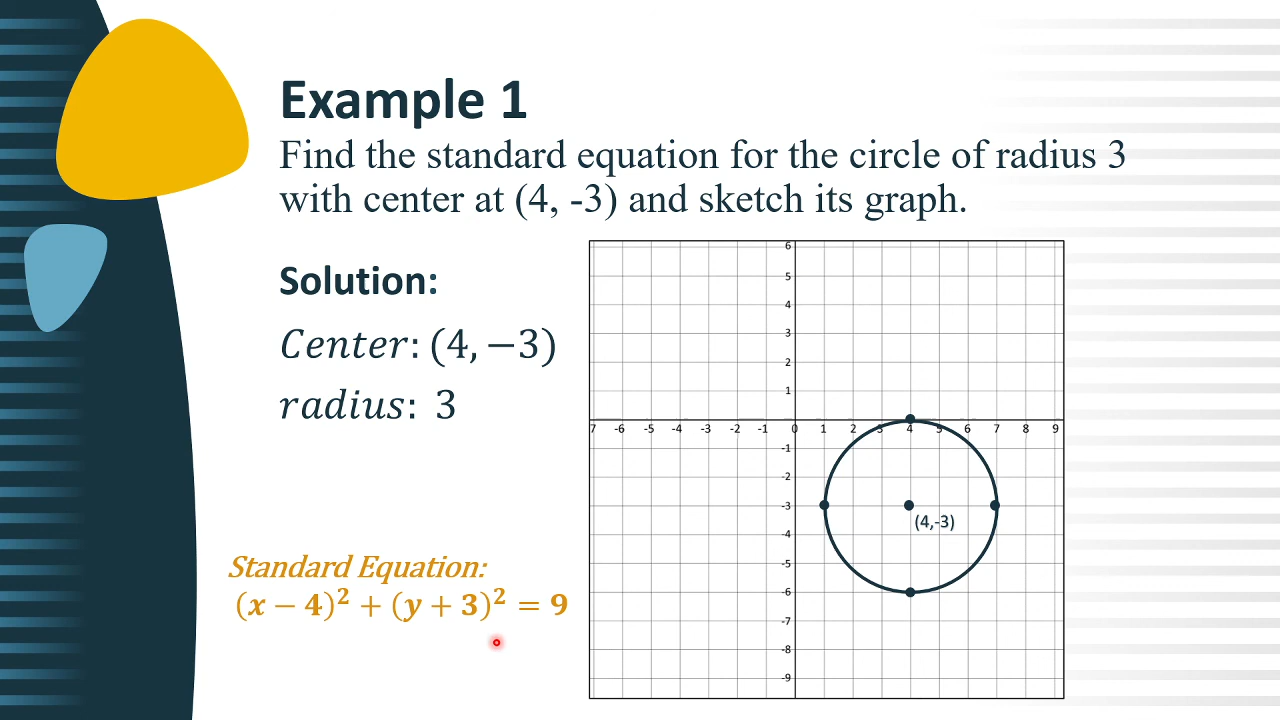 Example 1
Find the standard equation for the circle of radius 3
with center at (4, -3) and sketch its graph.
Solution:
Center: (4, −3)
radius: 3
Standard Equation:
(x − 4)² + (y + 3)² = 9
6
5
4
3
2
1
7 -6 -5 -4 -3 -2 -1 0 1 2 3 4 5 6 7 8 9
-1
-2
-3
(4,-3)
-4
-5
-6
-7
-8
-9